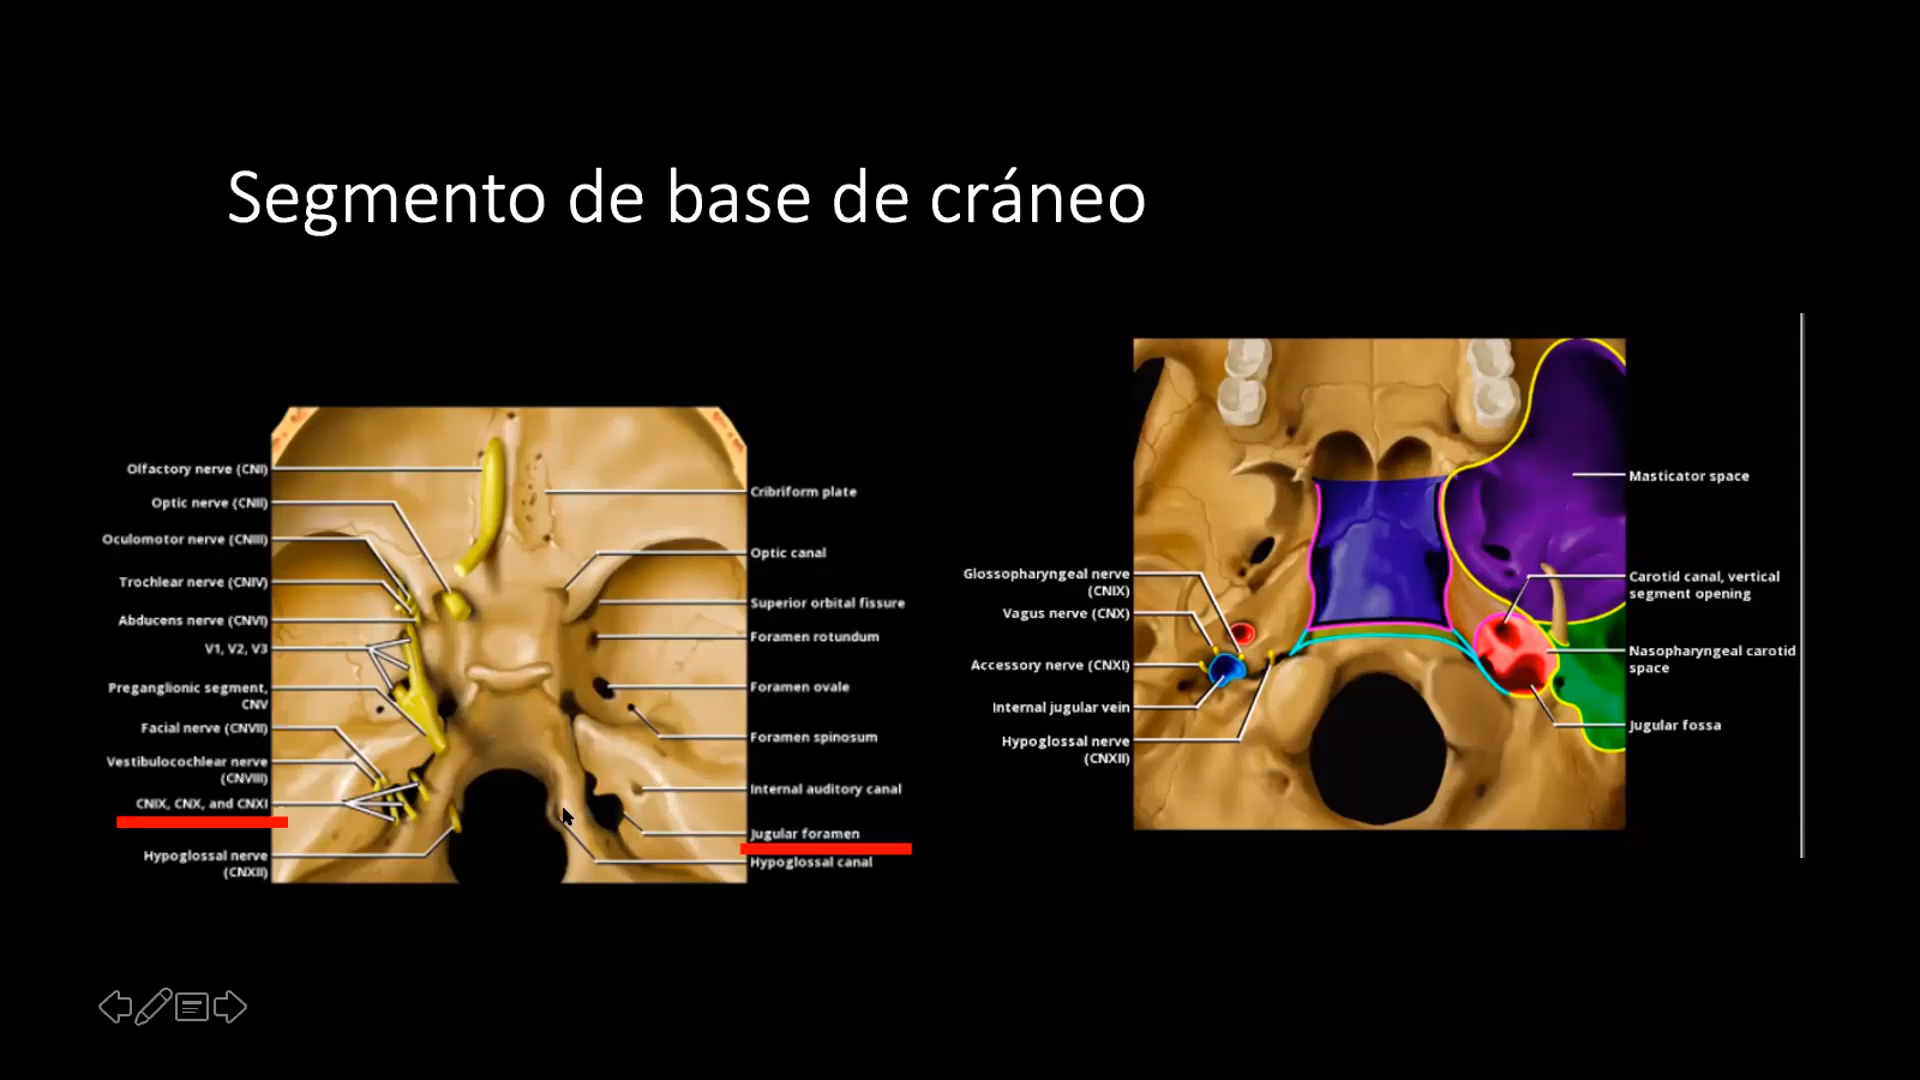 Segmento de base de cráneo
Olfactory nerve (CNI)
Optic nerve (CNII)
Oculomotor nerve (CNIII)
Trochlear nerve (CNIV)
Abducens nerve (CNVI)
V1, V2, V3
Preganglionic segment,
CNV
Facial nerve (CNVII)
Vestibulocochlear nerve
(CNVIII)
CNIX, CNX, and CNXI
Hypoglossal nerve
(CNXII)
Cribriform plate
Optic canal
Superior orbital fissure
Foramen rotundum
Foramen ovale
Foramen spinosum
Internal auditory canal
Jugular foramen
Hypoglossal canal
Glossopharyngeal nerve
(CNIX)
Vagus nerve (CNX)
Accessory nerve (CNXI)
Internal jugular vein
Hypoglossal nerve
(CNXII)
Masticator space
Carotid canal, vertical
segment opening
Nasopharyngeal carotid
space
Jugular fossa